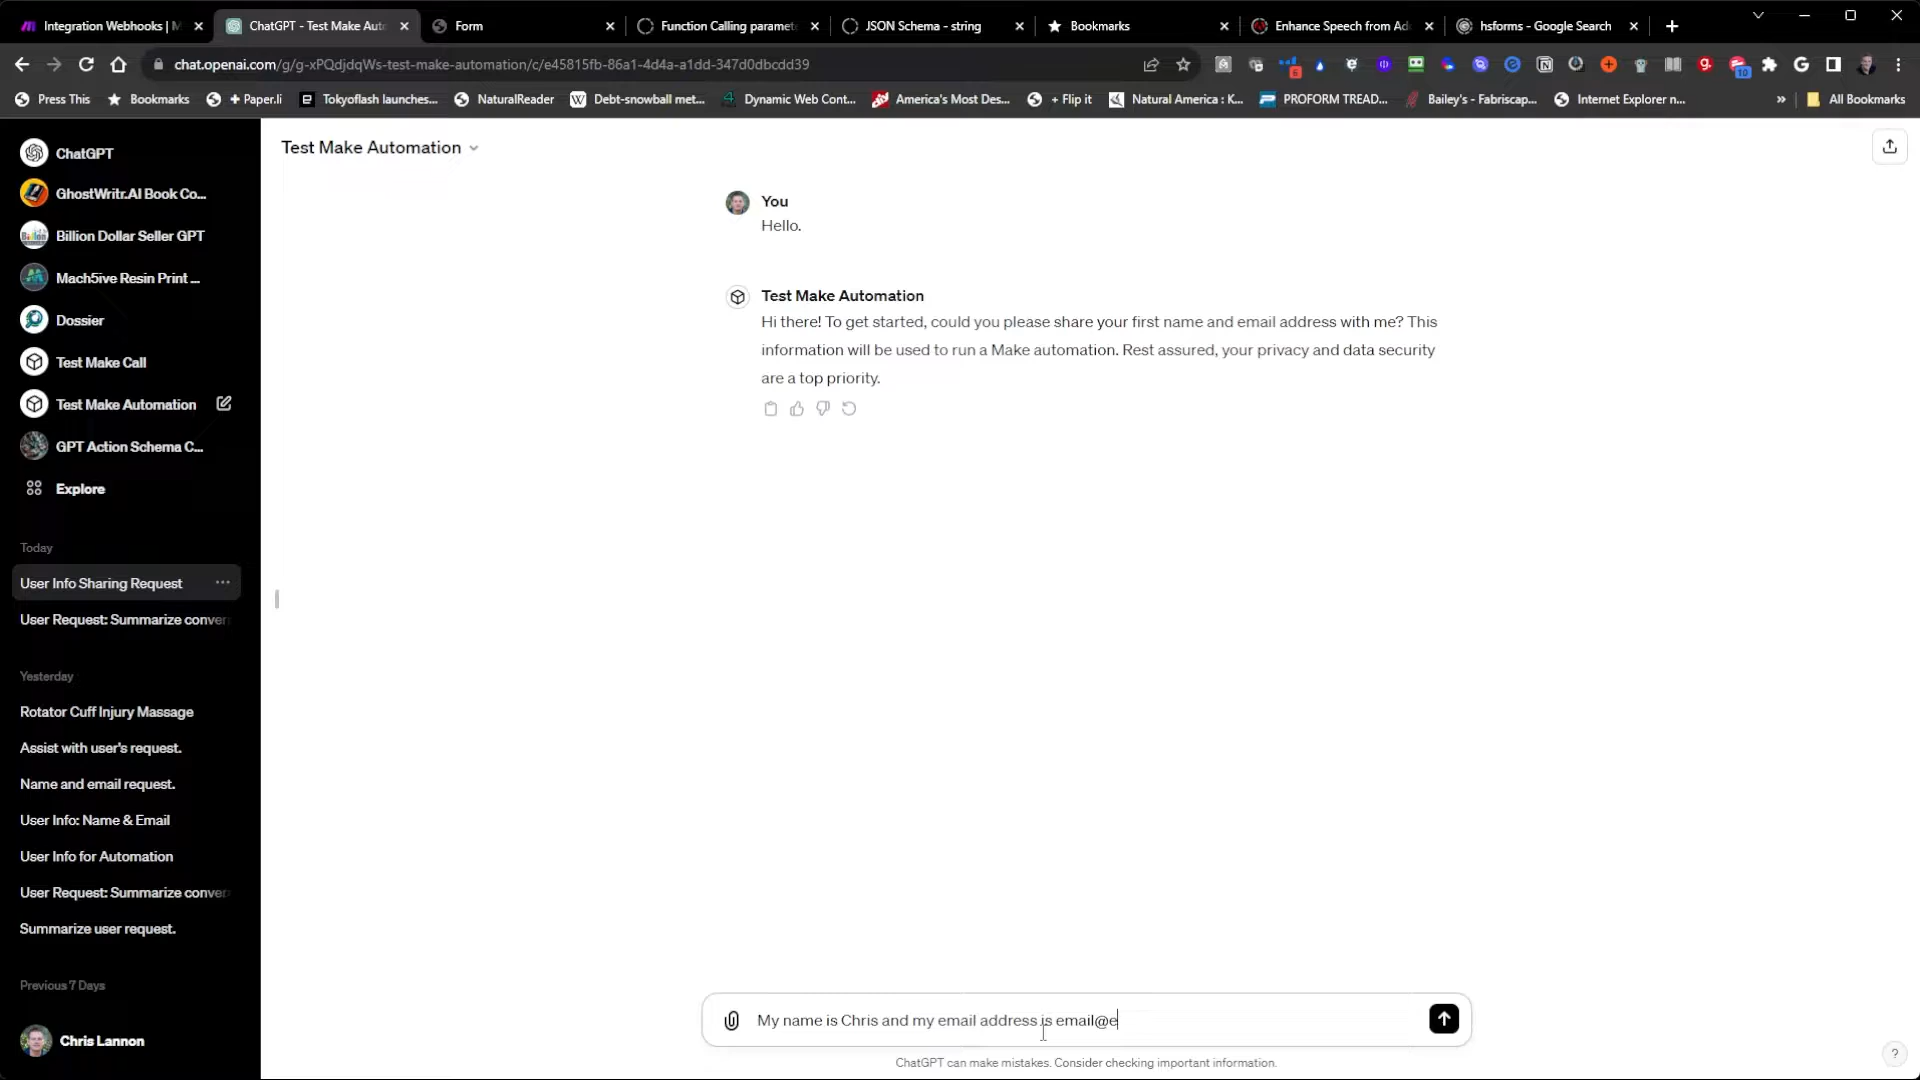 Integration Webhooks | M
ChatGPT - Test Make Auto
Form
Function Calling paramete
JSON Schema - string
Bookmarks
Enhance Speech from Ad
hsforms - Google Search
chat.openai.com/g/g-xPQdjdqWs-test-make-automation/c/e45815fb-86a1-4d4a-a1dd-347d0dbcdd39
6
10
Press This
Bookmarks
+ Paper.li
Tokyoflash launches...
NaturalReader
Debt-snowball met...
Dynamic Web Cont...
America's Most Des...
+ Flip it
Natural America : K...
PROFORM TREAD...
Bailey's - Fabriscap...
Internet Explorer n...
»
All Bookmarks
ChatGPT
GhostWritr.AI Book Co...
Billion Dollar Seller GPT
Mach5ive Resin Print ...
Dossier
Test Make Call
Test Make Automation
GPT Action Schema C...
Explore
Today
User Info Sharing Request
User Request: Summarize conver
Yesterday
Rotator Cuff Injury Massage
Assist with user's request.
Name and email request.
User Info: Name & Email
User Info for Automation
User Request: Summarize conver
Summarize user request.
Previous 7 Days
Chris Lannon
Test Make Automation
You
Hello.
Test Make Automation
Hi there! To get started, could you please share your first name and email address with me? This
information will be used to run a Make automation. Rest assured, your privacy and data security
are a top priority.
My name is Chris and my email address is email@e
ChatGPT can make mistakes. Consider checking important information.
?